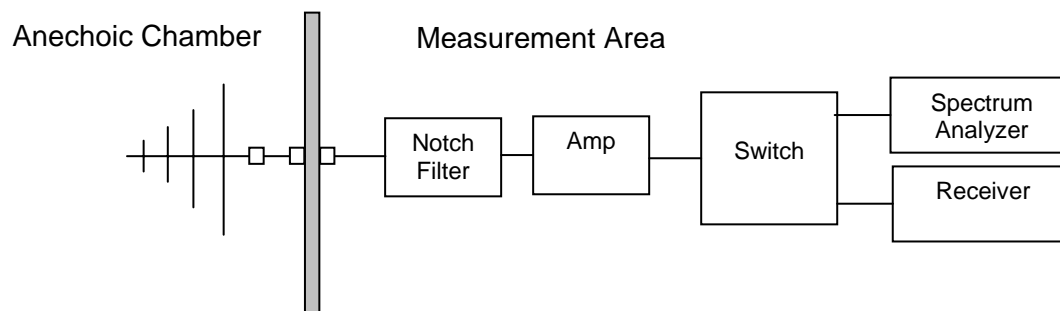 Anechoic Chamber
Measurement Area
Notch
Filter
Amp
Switch
Spectrum
Analyzer
Receiver